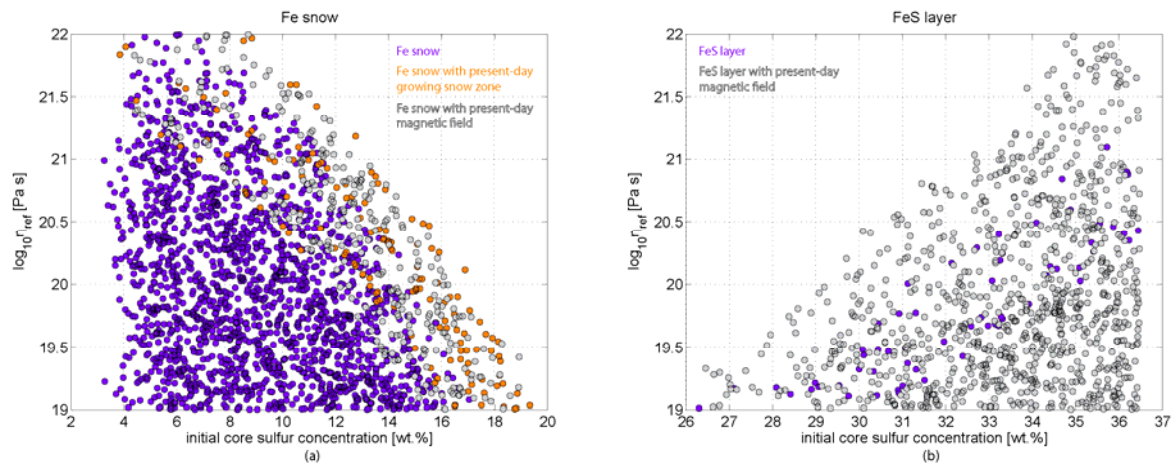 Fe snow
22
21.5
21
20.5
20
19.5
19
log₁₀η_ref [Pa s]
Fe snow
Fe snow with present-day
growing snow zone
Fe snow with present-day
magnetic field
2 4 6 8 10 12 14 16 18 20
initial core sulfur concentration [wt.%]
(a)
FeS layer
22
21.5
21
20.5
20
19.5
19
log₁₀η_ref [Pa s]
FeS layer
FeS layer with present-day
magnetic field
26 27 28 29 30 31 32 33 34 35 36 37
initial core sulfur concentration [wt.%]
(b)